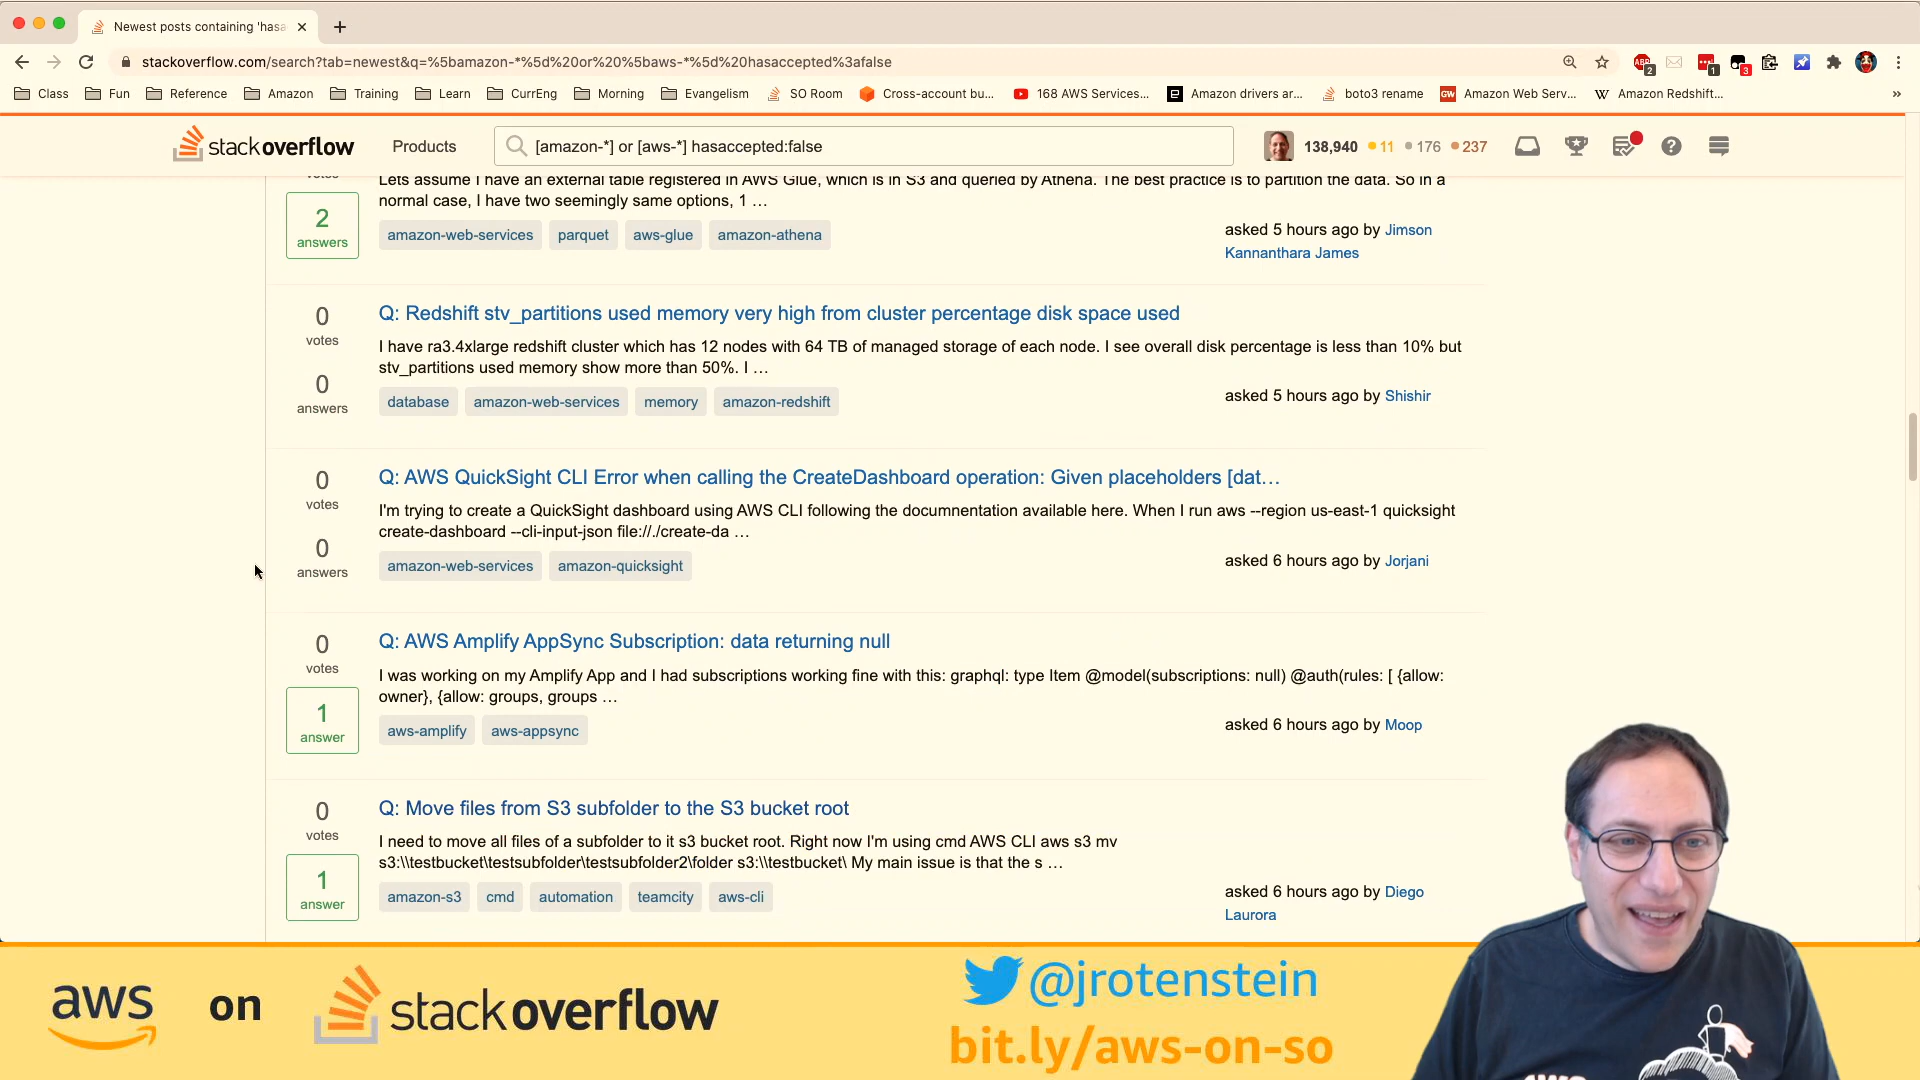 Newest posts containing 'hasa
stackoverflow.com/search?tab=newest&q=%5bamazon-*%5d%20or%20%5baws-*%5d%20hasaccepted%3afalse
ABP 2 1 3
Class Fun Reference Amazon Training Learn CurrEng Morning Evangelism SO Room Cross-account bu... 168 AWS Services... Amazon drivers ar... boto3 rename GW Amazon Web Serv... W Amazon Redshift... »
stackoverflow Products [amazon-*] or [aws-*] hasaccepted:false 138,940 11 176 237
votes
Lets assume I have an external table registered in AWS Glue, which is in S3 and queried by Athena. The best practice is to partition the data. So in a
normal case, I have two seemingly same options, 1 …
2
answers
amazon-web-services parquet aws-glue amazon-athena
asked 5 hours ago by Jimson
Kannanthara James
0
votes
0
answers
Q: Redshift stv_partitions used memory very high from cluster percentage disk space used
I have ra3.4xlarge redshift cluster which has 12 nodes with 64 TB of managed storage of each node. I see overall disk percentage is less than 10% but
stv_partitions used memory show more than 50%. I …
database amazon-web-services memory amazon-redshift
asked 5 hours ago by Shishir
0
votes
0
answers
Q: AWS QuickSight CLI Error when calling the CreateDashboard operation: Given placeholders [dat…
I'm trying to create a QuickSight dashboard using AWS CLI following the documnentation available here. When I run aws --region us-east-1 quicksight
create-dashboard --cli-input-json file://./create-da …
amazon-web-services amazon-quicksight
asked 6 hours ago by Jorjani
0
votes
1
answer
Q: AWS Amplify AppSync Subscription: data returning null
I was working on my Amplify App and I had subscriptions working fine with this: graphql: type Item @model(subscriptions: null) @auth(rules: [ {allow:
owner}, {allow: groups, groups …
aws-amplify aws-appsync
asked 6 hours ago by Moop
0
votes
1
answer
Q: Move files from S3 subfolder to the S3 bucket root
I need to move all files of a subfolder to it s3 bucket root. Right now I'm using cmd AWS CLI aws s3 mv
s3:\\testbucket\testsubfolder\testsubfolder2\folder s3:\\testbucket\ My main issue is that the s …
amazon-s3 cmd automation teamcity aws-cli
asked 6 hours ago by Diego
Laurora
aws on stackoverflow
@jrotenstein
bit.ly/aws-on-so